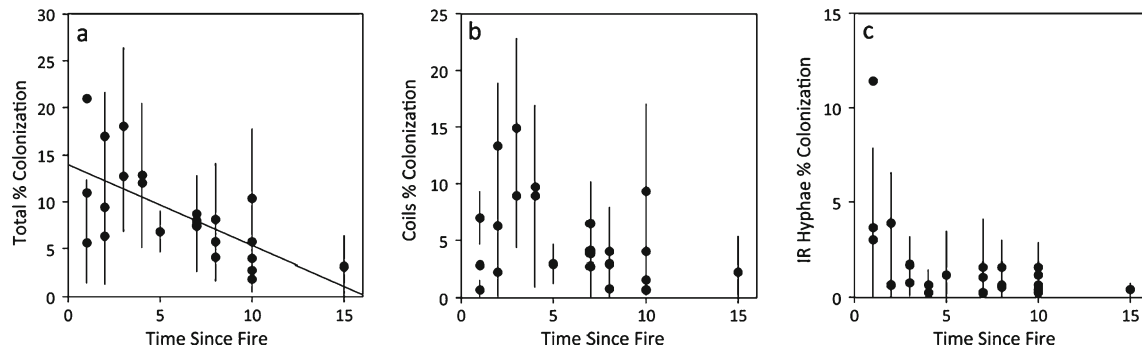 a
Total % Colonization
30
25
20
15
10
5
0
0 5 10 15
Time Since Fire
b
Coils % Colonization
25
20
15
10
5
0
0 5 10 15
Time Since Fire
c
IR Hyphae % Colonization
15
10
5
0
0 5 10 15
Time Since Fire